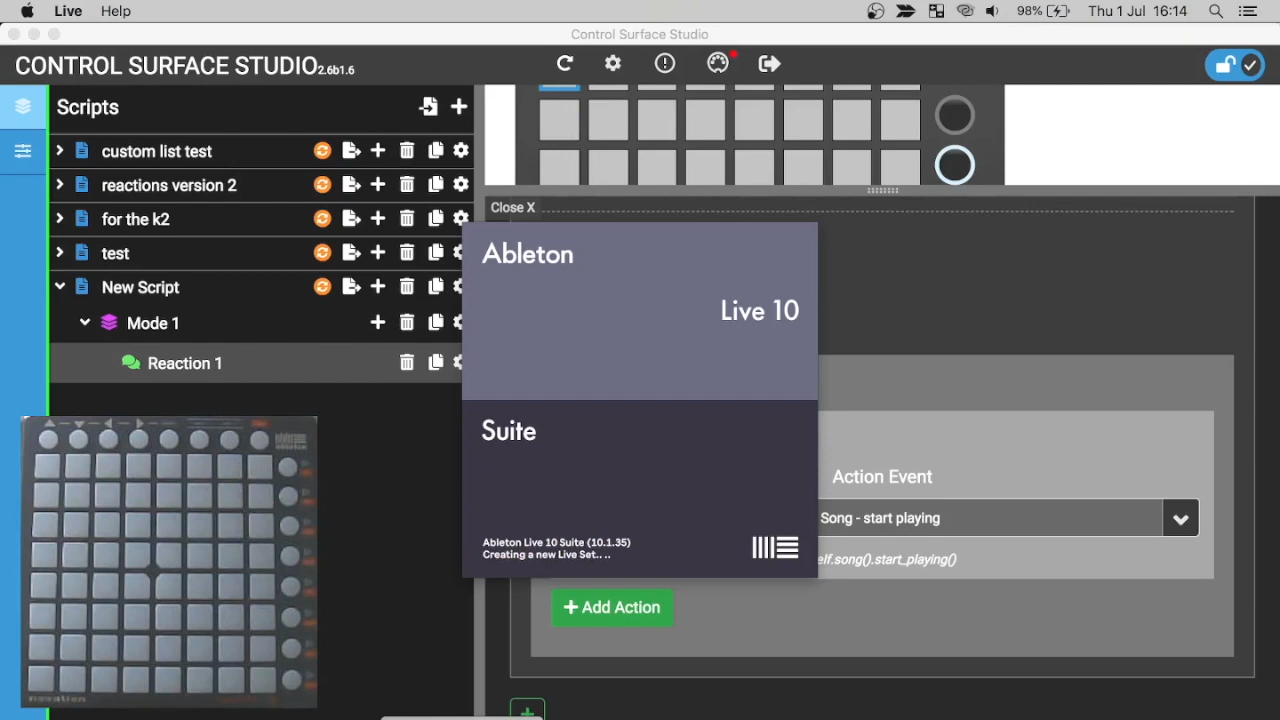 Live Help 98% Thu 1 Jul 16:14
Control Surface Studio
CONTROL SURFACE STUDIO2.6b1.6
Scripts
custom list test
reactions version 2
for the k2
test
New Script
Mode 1
Reaction 1
Close X
Ableton
Live 10
Suite
Ableton Live 10 Suite (10.1.35)
Creating a new Live Set.. ..
Action Event
Song - start playing
elf.song().start_playing()
+ Add Action
ableton
novation